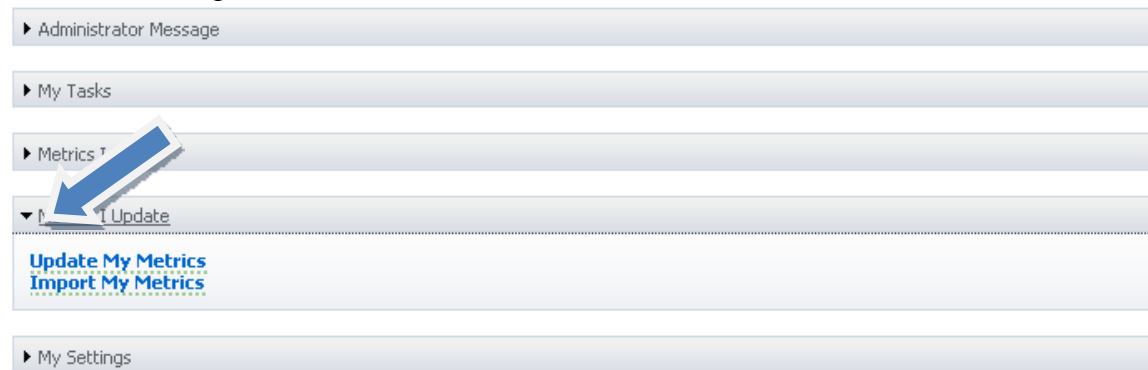 Administrator Message
My Tasks
Metrics I
I Update
Update My Metrics
Import My Metrics
My Settings